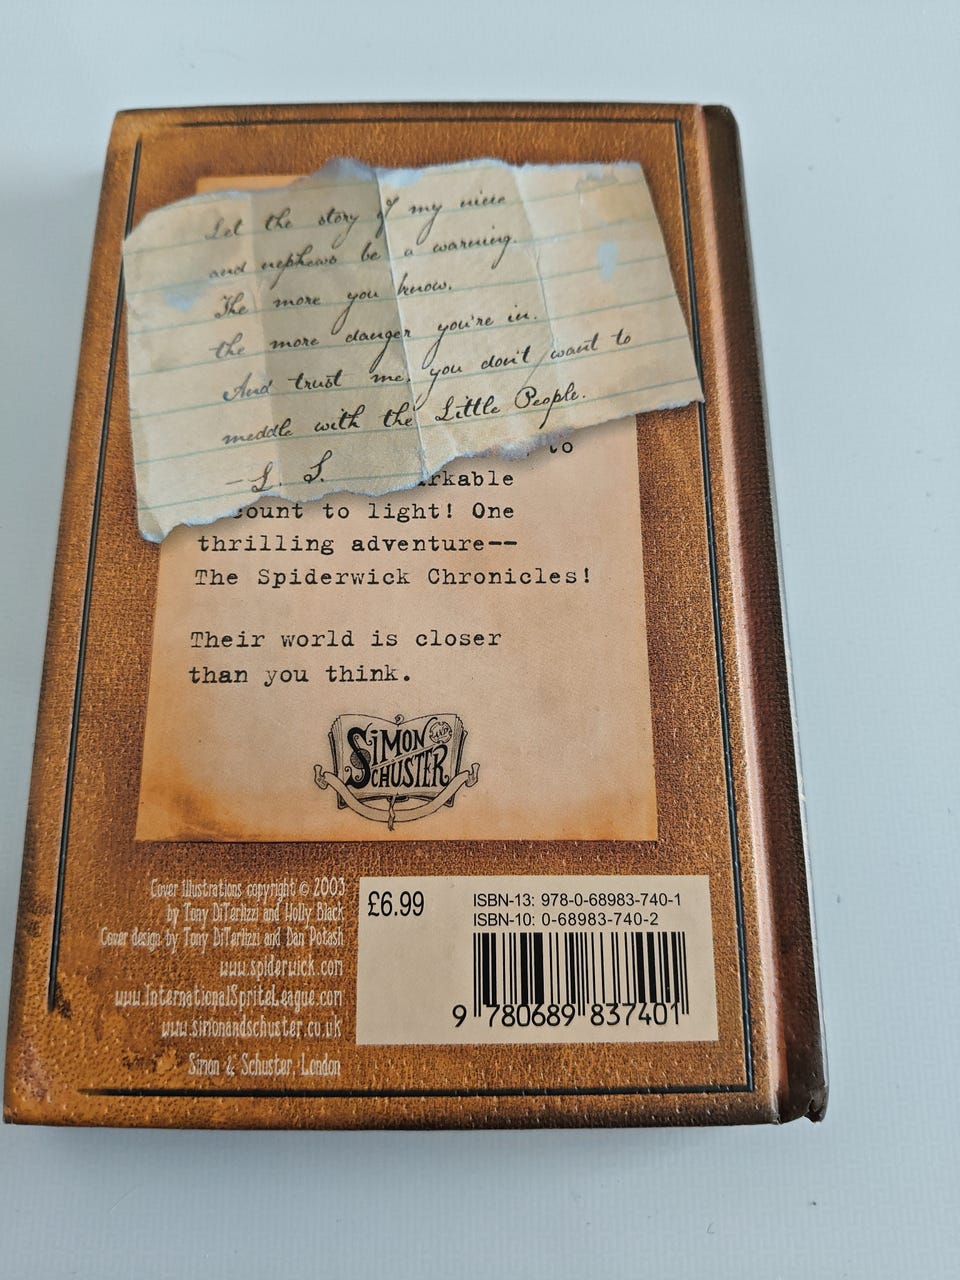 Let the story of my niece
and nephews be a warning.
The more you know,
the more danger you're in.
And trust me, you don't want to
meddle with the Little People.
- L. S.
to
rkable
count to light! One
thrilling adventure--
The Spiderwick Chronicles!
Their world is closer
than you think.
SIMON AND
SCHUSTER
Cover illustrations copyright © 2003
by Tony DiTerlizzi and Holly Black
Cover design by Tony DiTerlizzi and Dan Potash
www.spiderwick.com
www.InternationalSpriteLeague.com
www.simonandschuster.co.uk
Simon & Schuster, London
£6.99
ISBN-13: 978-0-68983-740-1
ISBN-10: 0-68983-740-2
9 780689 837401